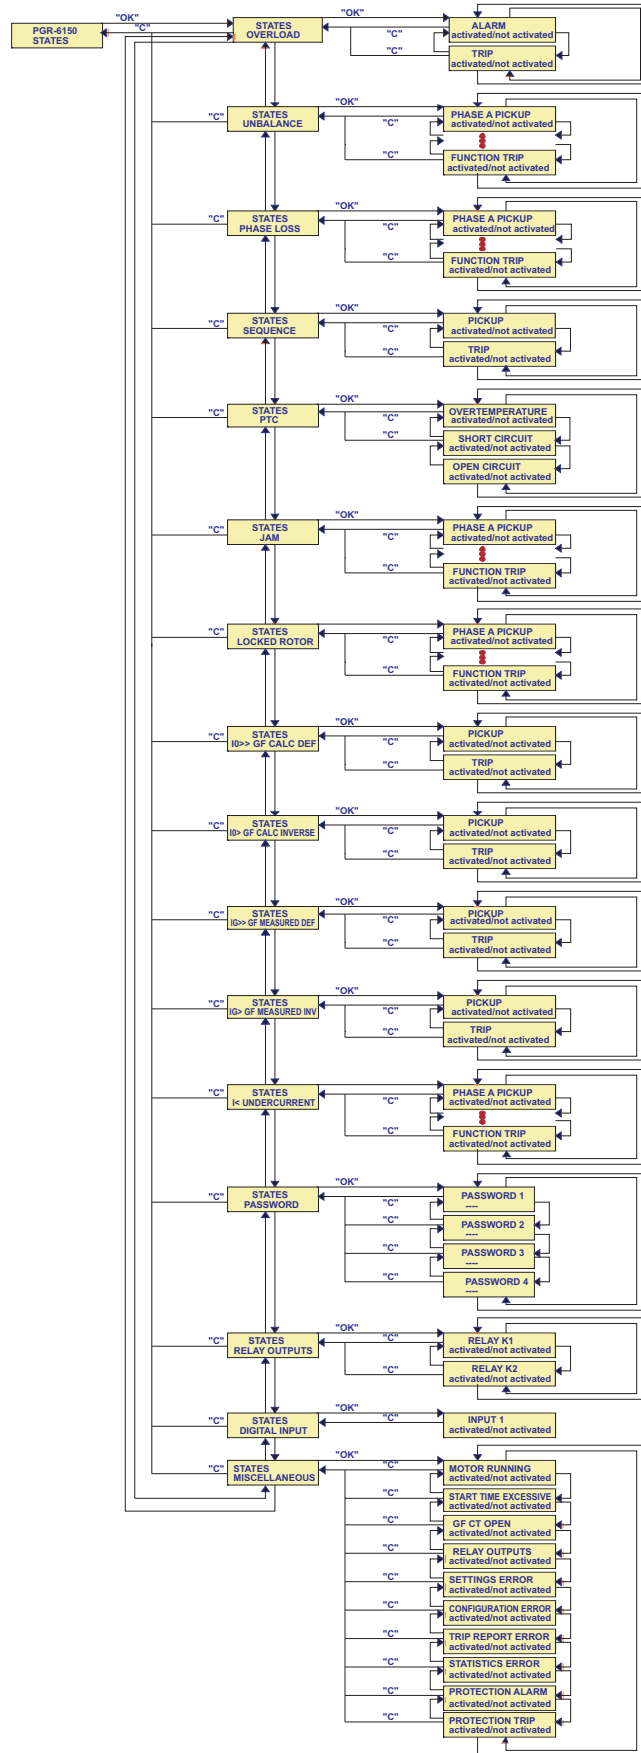 PGR-6150
STATES
"OK"
"C"
STATES
OVERLOAD
"OK"
"C"
"C"
ALARM
activated/not activated
TRIP
activated/not activated
"C"
STATES
UNBALANCE
"OK"
"C"
"C"
PHASE A PICKUP
activated/not activated
FUNCTION TRIP
activated/not activated
"C"
STATES
PHASE LOSS
"OK"
"C"
"C"
PHASE A PICKUP
activated/not activated
FUNCTION TRIP
activated/not activated
"C"
STATES
SEQUENCE
"OK"
"C"
"C"
PICKUP
activated/not activated
TRIP
activated/not activated
"C"
STATES
PTC
"OK"
"C"
"C"
OVERTEMPERATURE
activated/not activated
SHORT CIRCUIT
activated/not activated
OPEN CIRCUIT
activated/not activated
"C"
STATES
JAM
"OK"
"C"
"C"
PHASE A PICKUP
activated/not activated
FUNCTION TRIP
activated/not activated
"C"
STATES
LOCKED ROTOR
"OK"
"C"
"C"
PHASE A PICKUP
activated/not activated
FUNCTION TRIP
activated/not activated
"C"
STATES
I0>> GF CALC DEF
"OK"
"C"
"C"
PICKUP
activated/not activated
TRIP
activated/not activated
"C"
STATES
I0> GF CALC INVERSE
"OK"
"C"
"C"
PICKUP
activated/not activated
TRIP
activated/not activated
"C"
STATES
IG>> GF MEASURED DEF
"OK"
"C"
"C"
PICKUP
activated/not activated
TRIP
activated/not activated
"C"
STATES
IG> GF MEASURED INV
"OK"
"C"
"C"
PICKUP
activated/not activated
TRIP
activated/not activated
"C"
STATES
I< UNDERCURRENT
"OK"
"C"
"C"
PHASE A PICKUP
activated/not activated
FUNCTION TRIP
activated/not activated
"C"
STATES
PASSWORD
"OK"
"C"
"C"
"C"
"C"
PASSWORD 1
----
PASSWORD 2
----
PASSWORD 3
----
PASSWORD 4
----
"C"
STATES
RELAY OUTPUTS
"OK"
"C"
"C"
RELAY K1
activated/not activated
RELAY K2
activated/not activated
"C"
STATES
DIGITAL INPUT
"OK"
"C"
INPUT 1
activated/not activated
"C"
STATES
MISCELLANEOUS
"OK"
"C"
MOTOR RUNNING
activated/not activated
"C"
START TIME EXCESSIVE
activated/not activated
"C"
GF CT OPEN
activated/not activated
"C"
RELAY OUTPUTS
activated/not activated
"C"
SETTINGS ERROR
activated/not activated
"C"
CONFIGURATION ERROR
activated/not activated
"C"
TRIP REPORT ERROR
activated/not activated
"C"
STATISTICS ERROR
activated/not activated
"C"
PROTECTION ALARM
activated/not activated
"C"
PROTECTION TRIP
activated/not activated